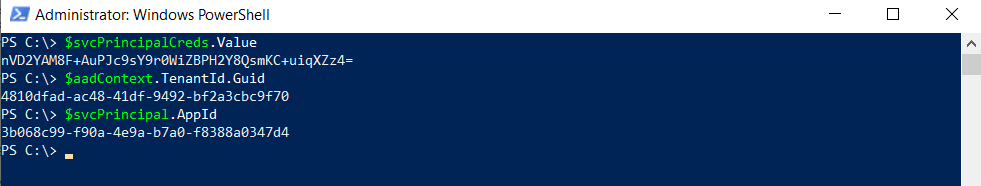 Administrator: Windows PowerShell
PS C:\> $svcPrincipalCreds.Value
nVD2YAM8F+AuPJc9sY9r0WiZBPH2Y8QsmKC+uiqXZz4=
PS C:\> $aadContext.TenantId.Guid
4810dfad-ac48-41df-9492-bf2a3cbc9f70
PS C:\> $svcPrincipal.AppId
3b068c99-f90a-4e9a-b7a0-f8388a0347d4
PS C:\>